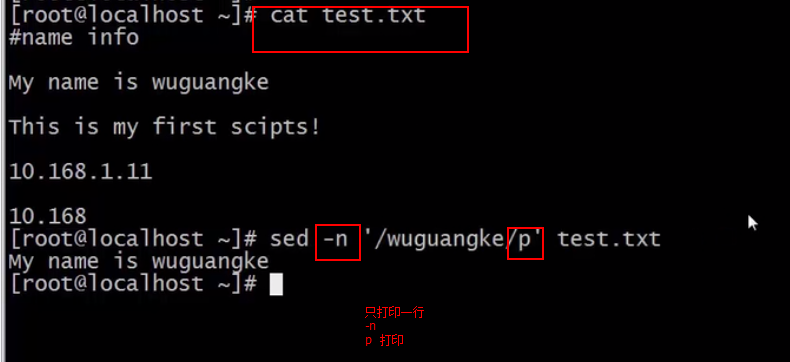 [root@localhost ~]# cat test.txt
#name info
My name is wuguangke
This is my first scipts!
10.168.1.11
10.168
[root@localhost ~]# sed -n '/wuguangke/p' test.txt
My name is wuguangke
[root@localhost ~]#
只打印一行
-n
p 打印